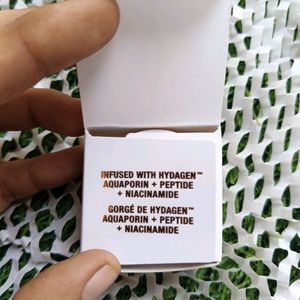 INFUSED WITH HYDAGEN™
AQUAPORIN + PEPTIDE
+ NIACINAMIDE
GORGÉ DE HYDAGEN™
AQUAPORIN + PEPTIDE
+ NIACINAMIDE